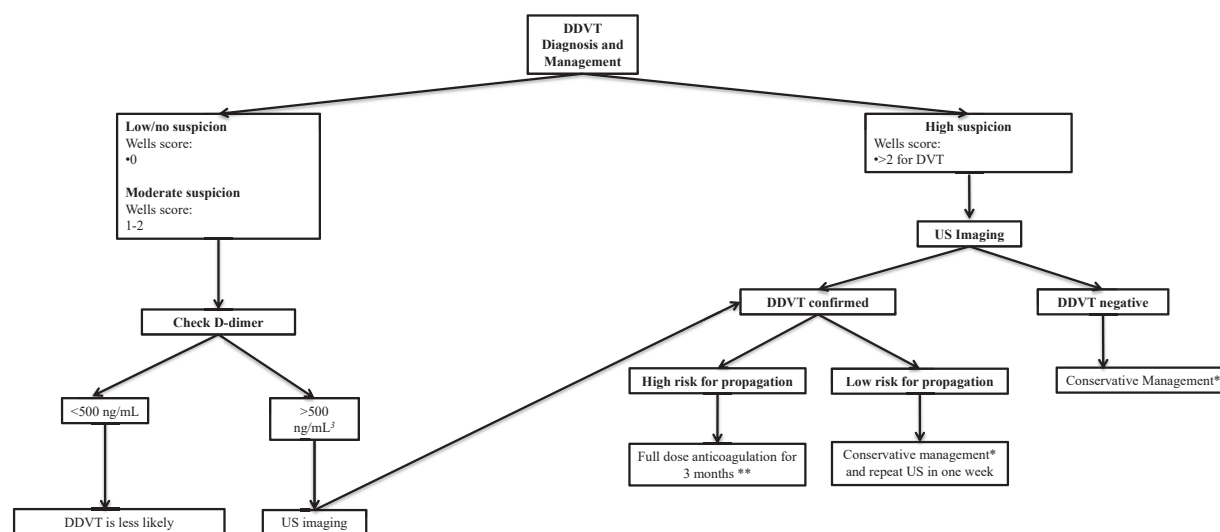 DDVT
Diagnosis and
Management
Low/no suspicion
Wells score:
•0
Moderate suspicion
Wells score:
1-2
High suspicion
Wells score:
•>2 for DVT
US Imaging
DDVT confirmed
DDVT negative
Check D-dimer
High risk for propagation
Low risk for propagation
Conservative Management*
<500 ng/mL
>500
ng/mL³
Full dose anticoagulation for
3 months **
Conservative management*
and repeat US in one week
DDVT is less likely
US imaging